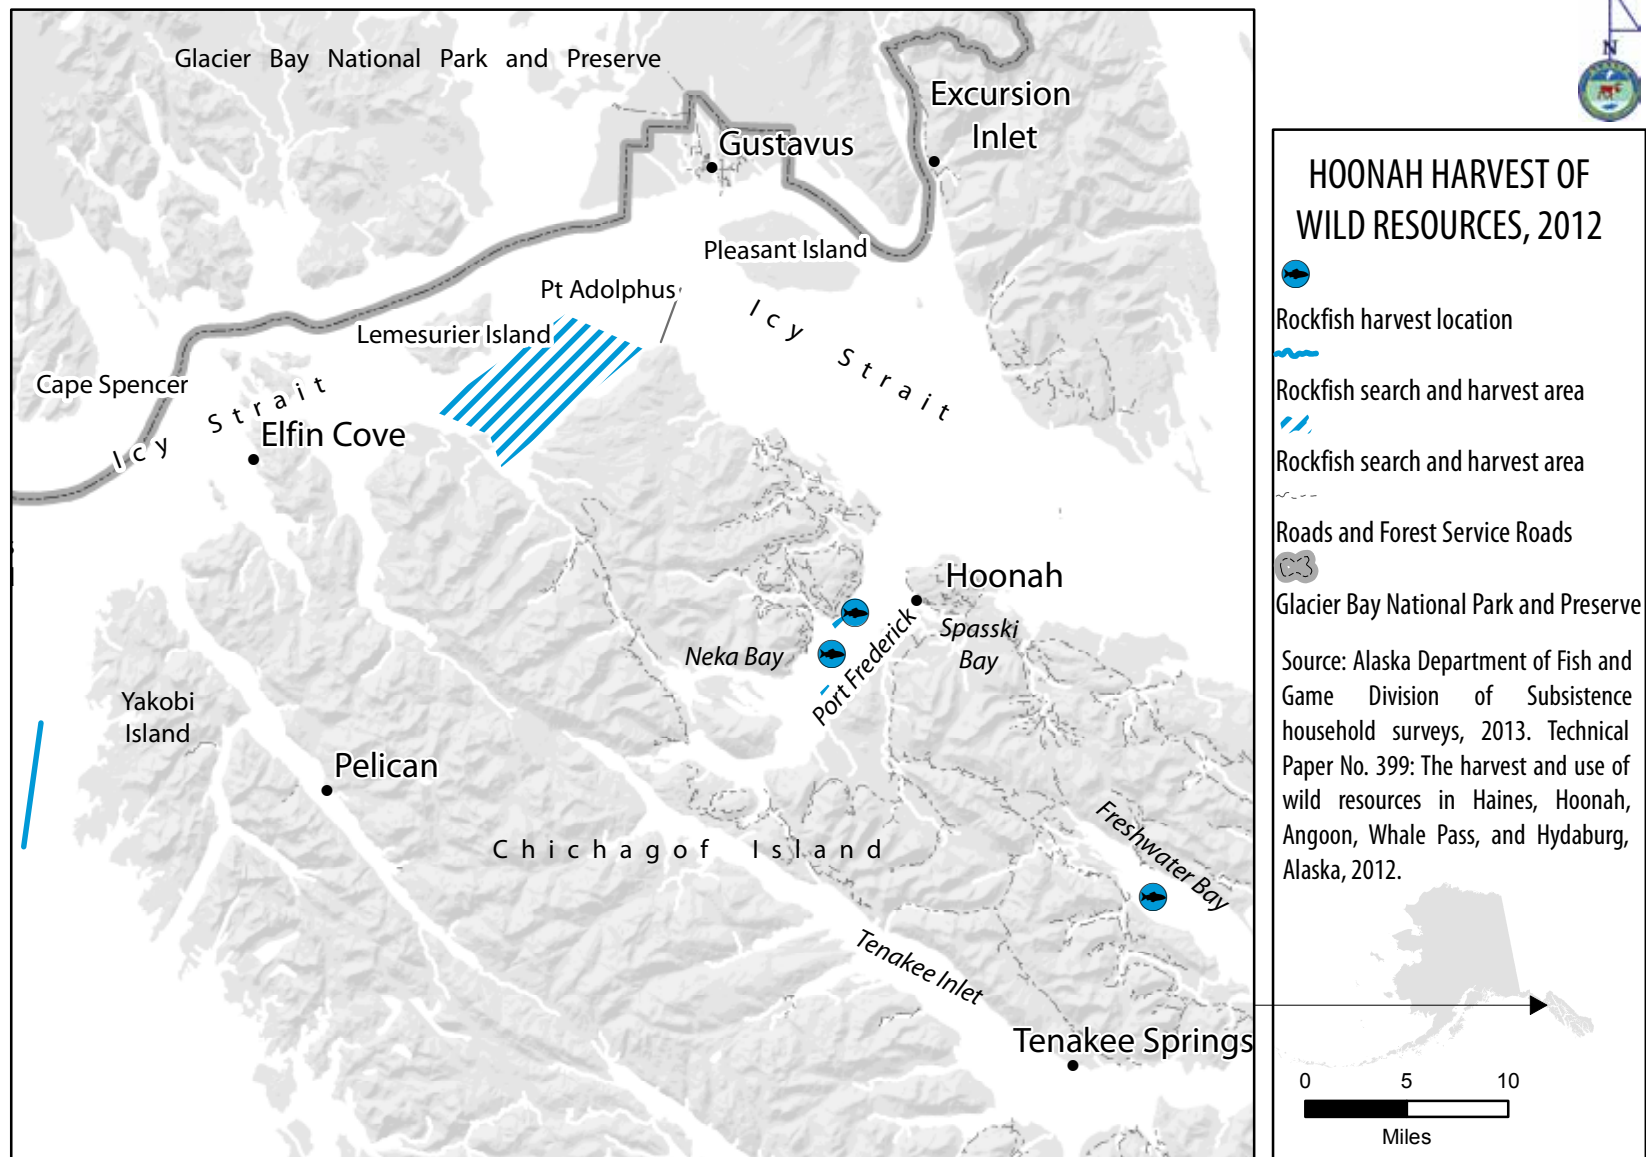 Glacier Bay National Park and Preserve
Excursion
Inlet
Gustavus
Pleasant Island
Pt Adolphus
Lemesurier Island
Icy Strait
Cape Spencer
Icy Strait
Elfin Cove
Hoonah
Spasski
Bay
Neka Bay
Port Frederick
Yakobi
Island
Pelican
Chichagof Island
Freshwater Bay
Tenakee Inlet
Tenakee Springs
N
HOONAH HARVEST OF
WILD RESOURCES, 2012
Rockfish harvest location
Rockfish search and harvest area
Rockfish search and harvest area
Roads and Forest Service Roads
Glacier Bay National Park and Preserve
Source: Alaska Department of Fish and
Game Division of Subsistence
household surveys, 2013. Technical
Paper No. 399: The harvest and use of
wild resources in Haines, Hoonah,
Angoon, Whale Pass, and Hydaburg,
Alaska, 2012.
0 5 10
Miles